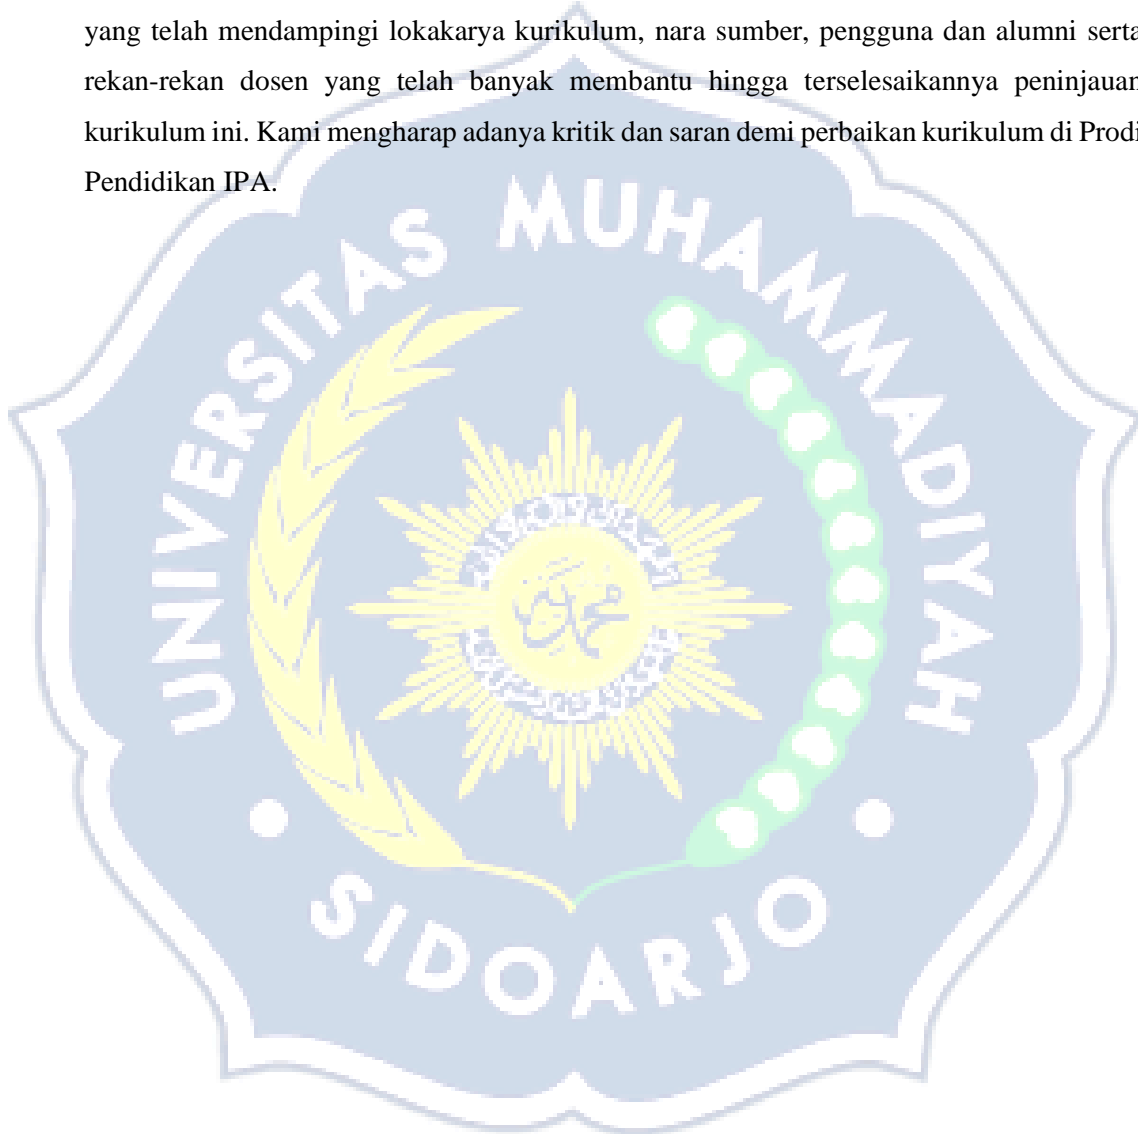 yang telah mendampingi lokakarya kurikulum, nara sumber, pengguna dan alumni serta
rekan-rekan dosen yang telah banyak membantu hingga terselesaikannya peninjauan
kurikulum ini. Kami mengharap adanya kritik dan saran demi perbaikan kurikulum di Prodi
Pendidikan IPA.
UNIVERSITAS MUHAMMADIYAH
SIDOARJO